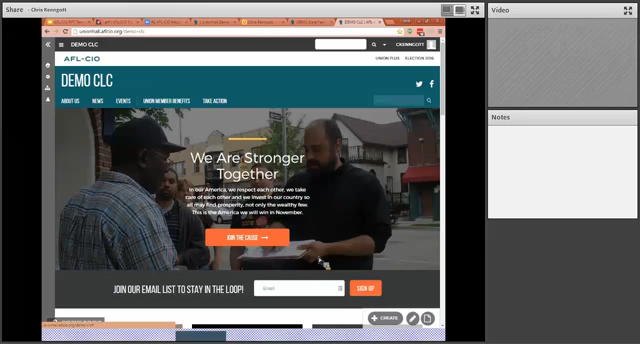 Share - Chris Kenngott
Video
Notes
unionhall.aflcio.org/demo-clc
DEMO CLC
CKENNGOTT
AFL-CIO
UNION PLUS
ELECTION 2016
DEMO CLC
ABOUT US
NEWS
EVENTS
UNION MEMBER BENEFITS
TAKE ACTION
We Are Stronger
Together
In our America, we respect each other, we take
care of each other and we invest in our country so
all may find prosperity, not only the wealthy few.
This is the America we will win in November.
JOIN THE CAUSE
JOIN OUR EMAIL LIST TO STAY IN THE LOOP!
Email
SIGN UP
CREATE